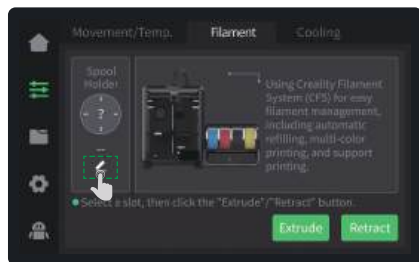 Movement/Temp. Filament Cooling
Spool
Holder
?
Using Creality Filament
System (CFS) for easy
filament management,
including automatic
refilling, multi-color
printing, and support
printing.
Select a slot, then click the "Extrude"/"Retract" button.
Extrude Retract